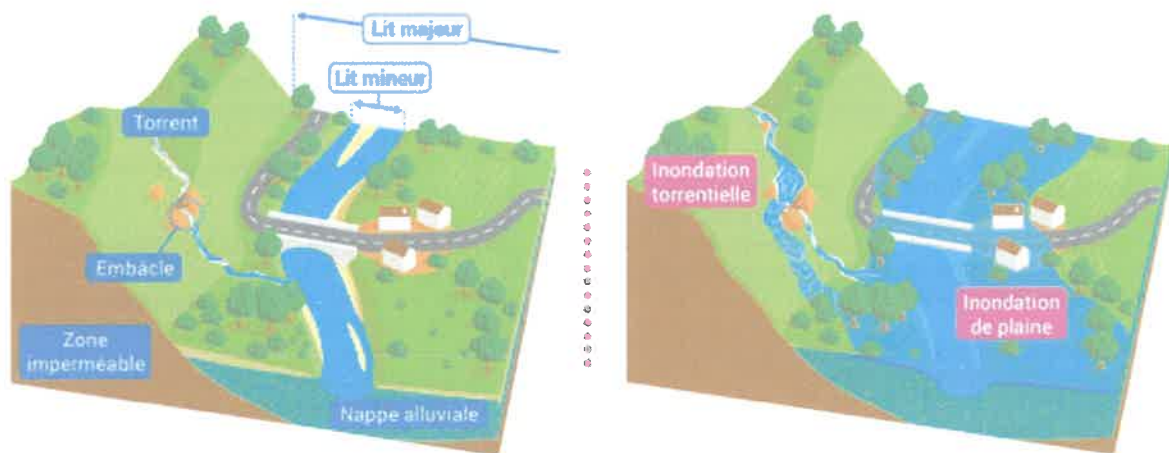 Lit majeur
Lit mineur
Torrent
Embâcle
Zone
imperméable
Nappe alluviale
Inondation
torrentielle
Inondation
de plaine